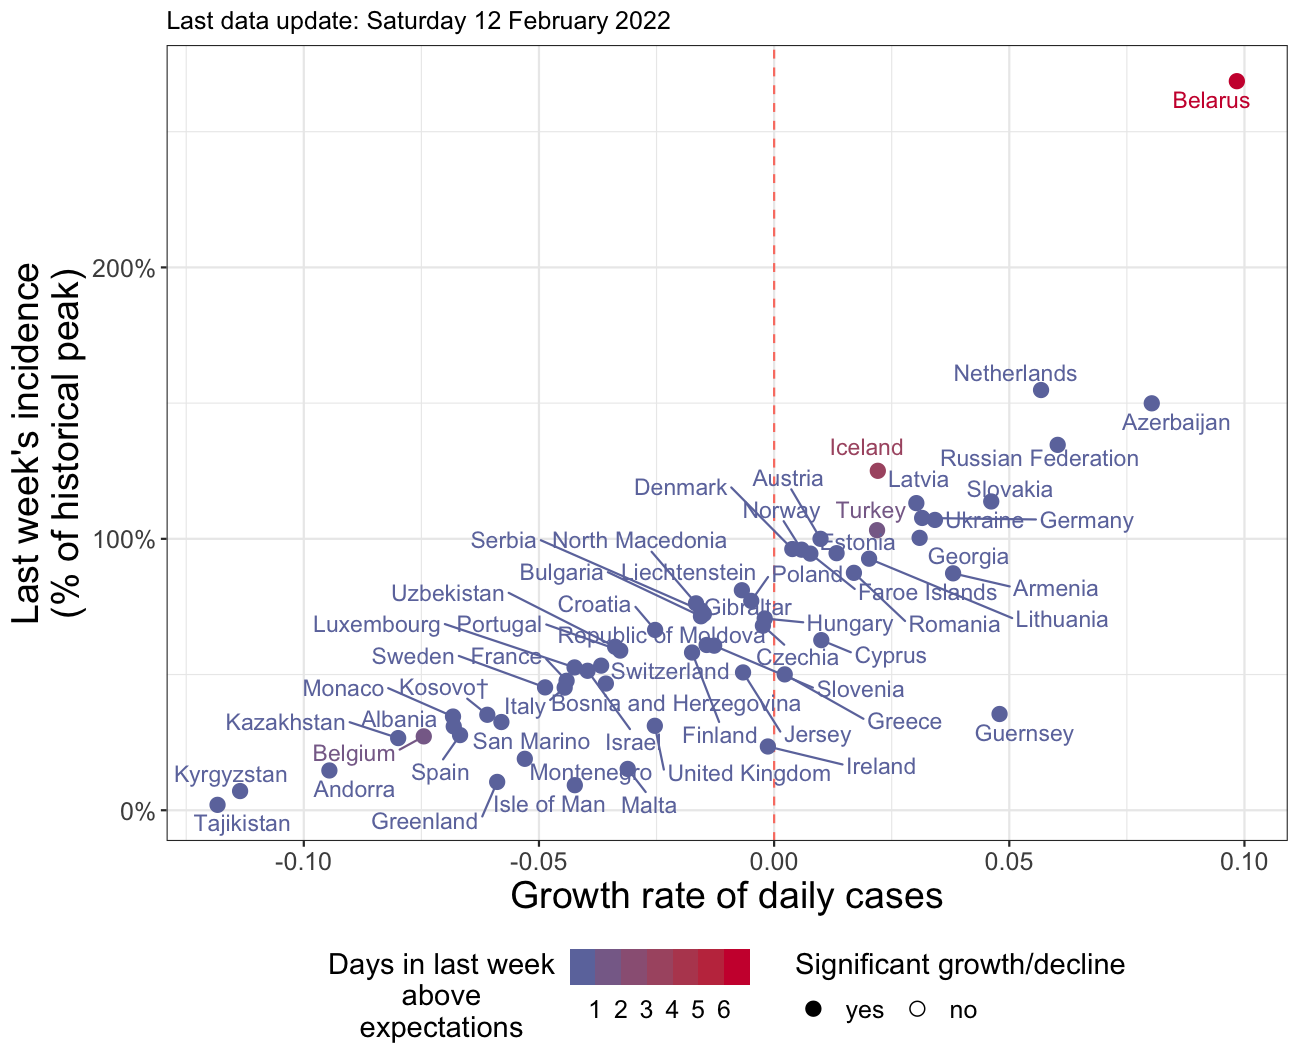 Last data update: Saturday 12 February 2022
Last week's incidence
(% of historical peak)
200%
100%
0%
Belarus
Netherlands
Azerbaijan
Iceland
Russian Federation
Austria
Latvia
Denmark
Slovakia
Norway
Turkey
Ukraine
Germany
Serbia
North Macedonia
Estonia
Georgia
Bulgaria
Liechtenstein
Poland
Armenia
Uzbekistan
Faroe Islands
Croatia
Gibraltar
Lithuania
Luxembourg
Portugal
Hungary
Romania
Republic of Moldova
Sweden
France
Czechia
Cyprus
Switzerland
Monaco
Kosovo†
Slovenia
Italy
Bosnia and Herzegovina
Kazakhstan
Albania
Greece
San Marino
Israel
Finland
Jersey
Guernsey
Belgium
Kyrgyzstan
Spain
Montenegro
United Kingdom
Ireland
Andorra
Isle of Man
Malta
Tajikistan
Greenland
-0.10
-0.05
0.00
0.05
0.10
Growth rate of daily cases
Days in last week
above
expectations
1 2 3 4 5 6
Significant growth/decline
yes
no